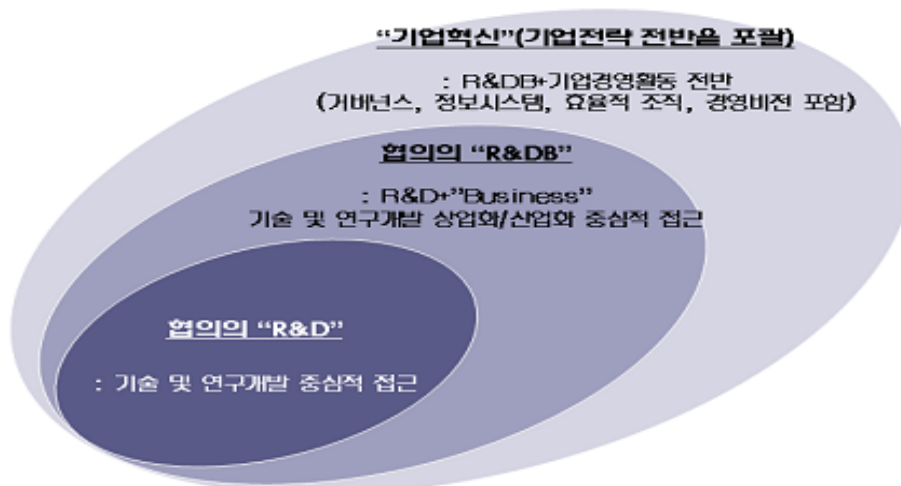 “기업혁신”(기업전략 전반을 포괄)
: R&DB+기업경영활동 전반
(거버넌스, 정보시스템, 효율적 조직, 경영비전 포함)
협의의 “R&DB”
: R&D+”Business”
기술 및 연구개발 상업화/산업화 중심적 접근
협의의 “R&D”
: 기술 및 연구개발 중심적 접근